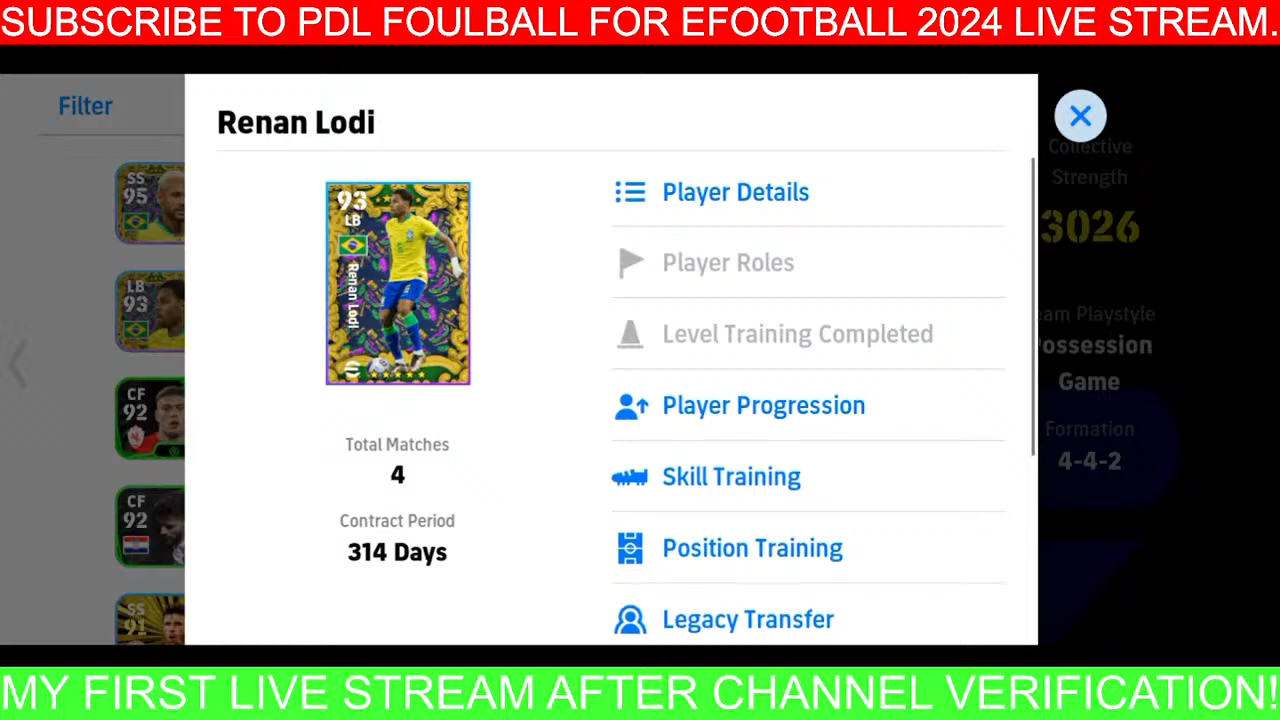 SUBSCRIBE TO PDL FOULBALL FOR EFOOTBALL 2024 LIVE STREAM.
Filter
SS
95
LB
93
CF
92
CF
92
SS
91
Renan Lodi
93
LB
Renan Lodi
Total Matches
4
Contract Period
314 Days
Player Details
Player Roles
Level Training Completed
Player Progression
Skill Training
Position Training
Legacy Transfer
Collective
Strength
3026
eam Playstyle
Possession
Game
Formation
4-4-2
MY FIRST LIVE STREAM AFTER CHANNEL VERIFICATION!